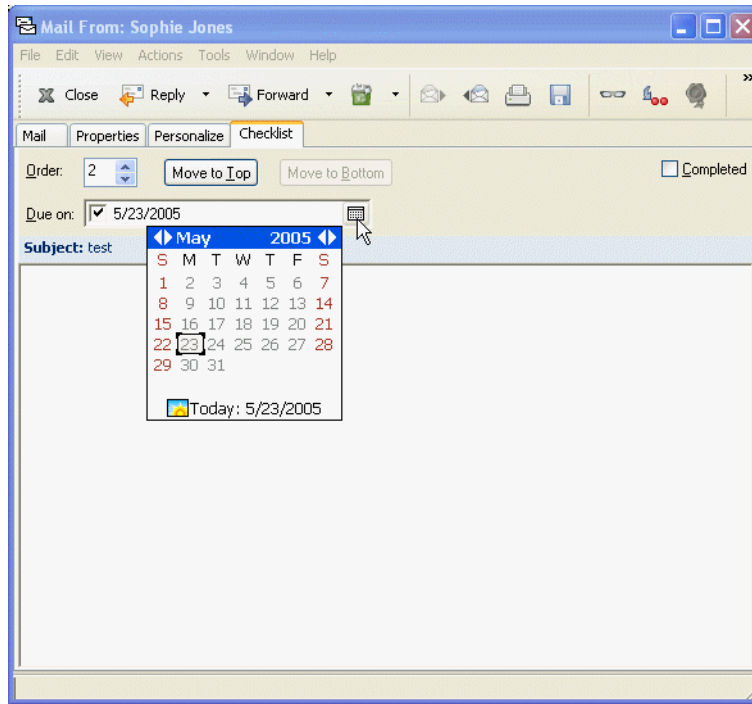 Mail From: Sophie Jones
File Edit View Actions Tools Window Help
Close Reply Forward »
Mail Properties Personalize Checklist
Order: 2 Move to Top Move to Bottom Completed
Due on: 5/23/2005
Subject: test
May 2005
S M T W T F S
1 2 3 4 5 6 7
8 9 10 11 12 13 14
15 16 17 18 19 20 21
22 23 24 25 26 27 28
29 30 31
Today: 5/23/2005